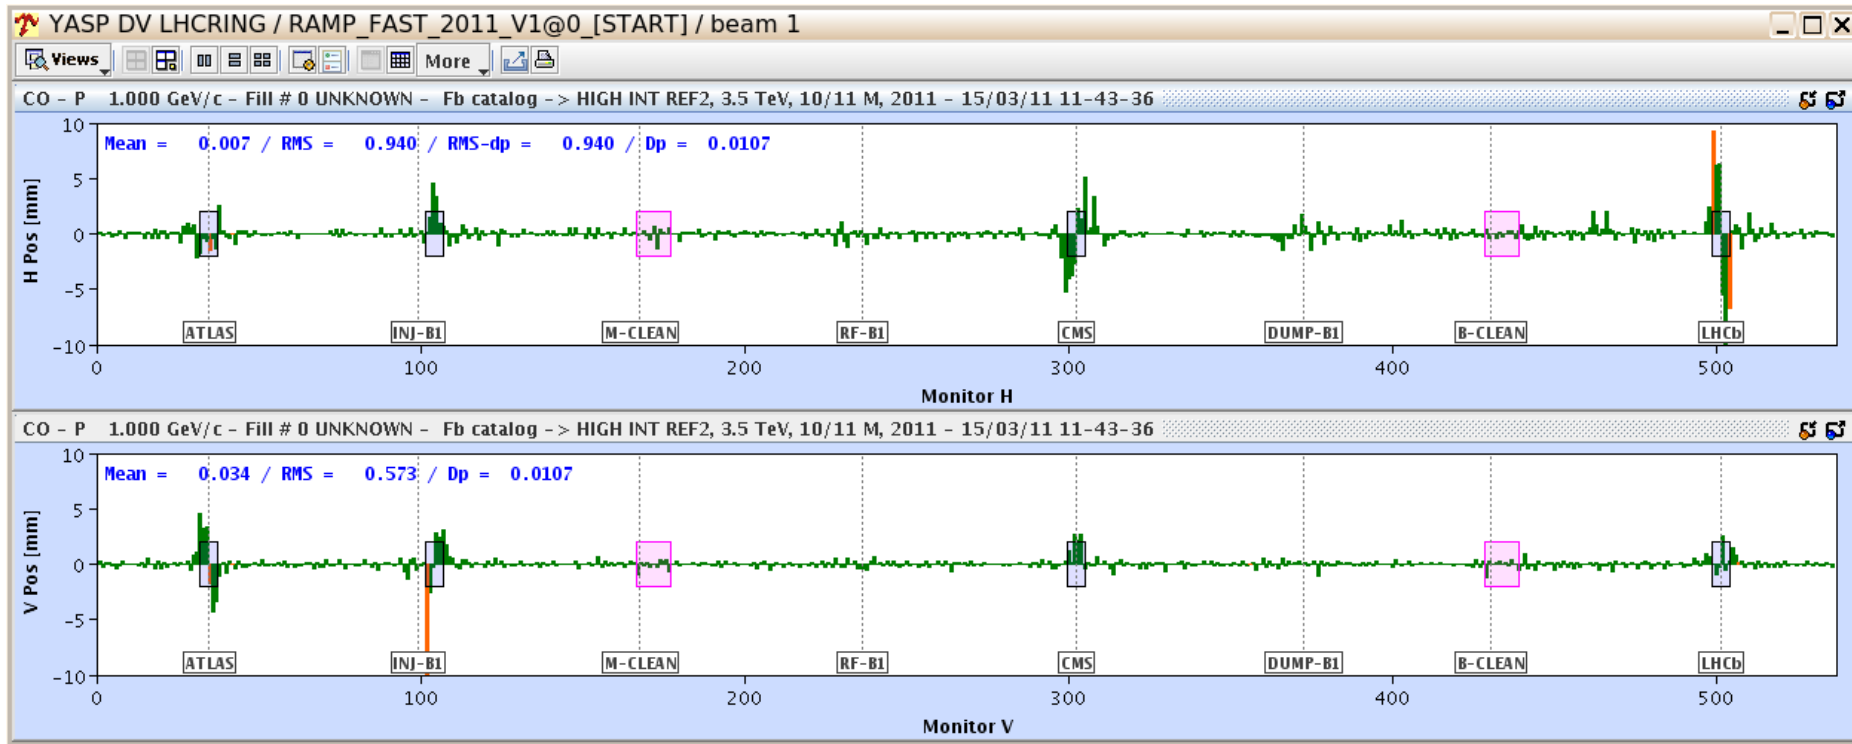 YASP DV LHCRING / RAMP_FAST_2011_V1@0_[START] / beam 1
Views More
CO - P 1.000 GeV/c - Fill # 0 UNKNOWN - Fb catalog -> HIGH INT REF2, 3.5 TeV, 10/11 M, 2011 - 15/03/11 11-43-36
Mean = 0.007 / RMS = 0.940 / RMS-dp = 0.940 / Dp = 0.0107
H Pos [mm]
10
5
0
-5
-10
ATLAS INJ-B1 M-CLEAN RF-B1 CMS DUMP-B1 B-CLEAN LHCb
0 100 200 300 400 500
Monitor H
CO - P 1.000 GeV/c - Fill # 0 UNKNOWN - Fb catalog -> HIGH INT REF2, 3.5 TeV, 10/11 M, 2011 - 15/03/11 11-43-36
Mean = 0.034 / RMS = 0.573 / Dp = 0.0107
V Pos [mm]
10
5
0
-5
-10
ATLAS INJ-B1 M-CLEAN RF-B1 CMS DUMP-B1 B-CLEAN LHCb
0 100 200 300 400 500
Monitor V